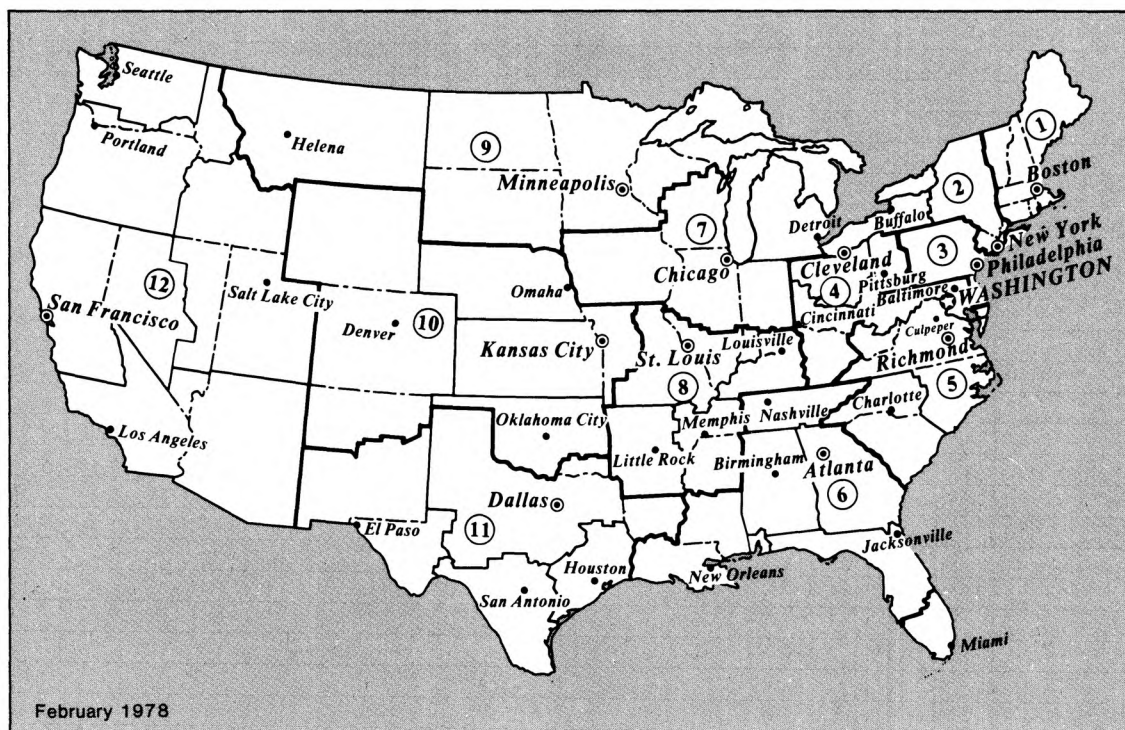 Seattle
Portland
Helena
9
Minneapolis
1
Boston
2
Buffalo
Detroit
7
Chicago
New York
3
Philadelphia
Cleveland
Pittsburg
4
Baltimore
WASHINGTON
Cincinnati
12
San Francisco
Salt Lake City
Omaha
Denver
10
Kansas City
St. Louis
Louisville
Culpeper
Richmond
8
5
Charlotte
Nashville
Memphis
Oklahoma City
Los Angeles
Little Rock
Birmingham
Atlanta
6
Dallas
11
El Paso
Jacksonville
Houston
New Orleans
San Antonio
Miami
February 1978